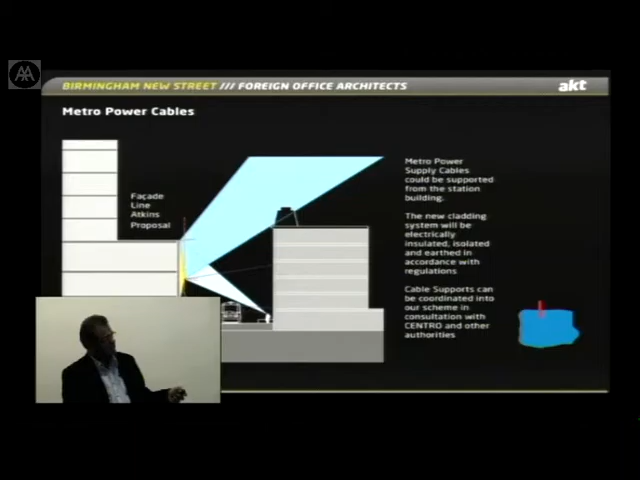 AA
BIRMINGHAM NEW STREET /// FOREIGN OFFICE ARCHITECTS
akt
Metro Power Cables
Façade
Line
Atkins
Proposal
Metro Power
Supply Cables
could be supported
from the station
building.
The new cladding
system will be
electrically
insulated, isolated
and earthed in
accordance with
regulations
Cable Supports can
be coordinated into
our scheme in
consultation with
CENTRO and other
authorities